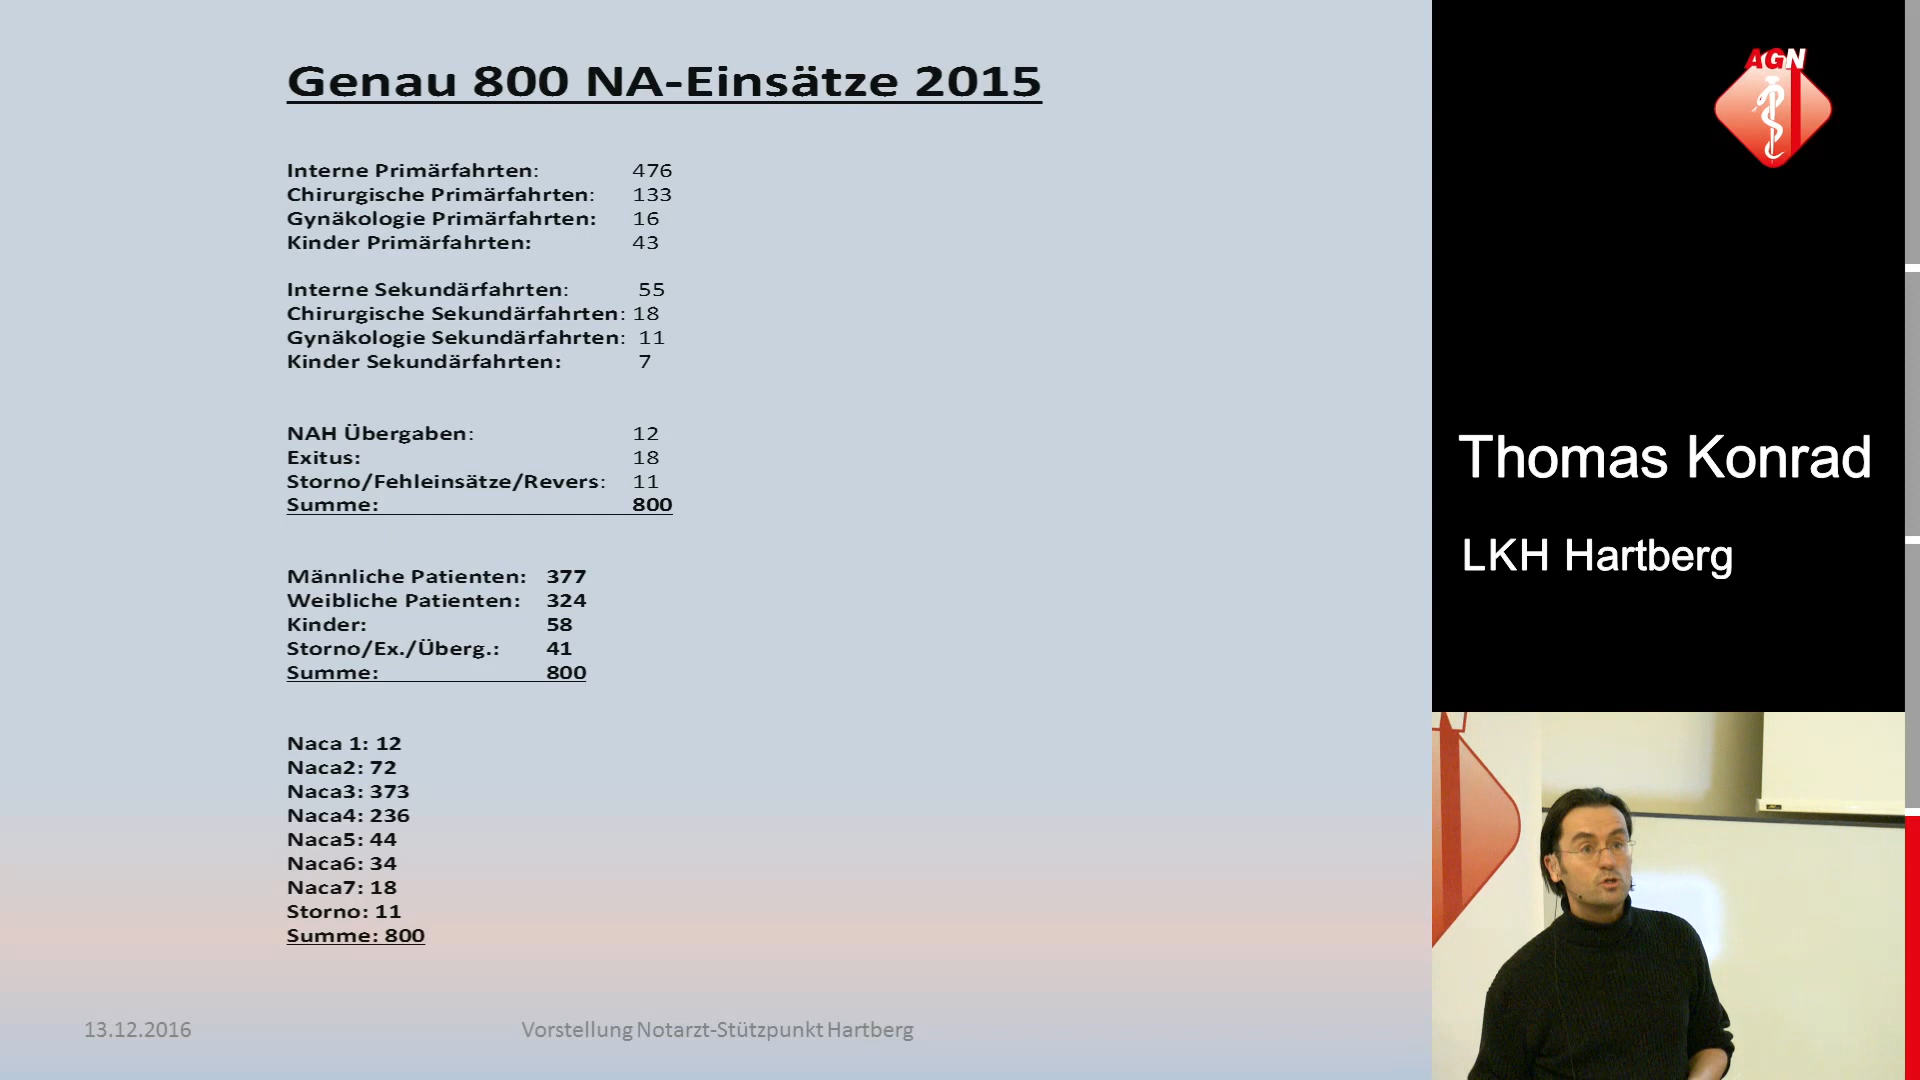 Genau 800 NA-Einsätze 2015
Interne Primärfahrten: 476
Chirurgische Primärfahrten: 133
Gynäkologie Primärfahrten: 16
Kinder Primärfahrten: 43
Interne Sekundärfahrten: 55
Chirurgische Sekundärfahrten: 18
Gynäkologie Sekundärfahrten: 11
Kinder Sekundärfahrten: 7
NAH Übergaben: 12
Exitus: 18
Storno/Fehleinsätze/Revers: 11
Summe: 800
Männliche Patienten: 377
Weibliche Patienten: 324
Kinder: 58
Storno/Ex./Überg.: 41
Summe: 800
Naca 1: 12
Naca2: 72
Naca3: 373
Naca4: 236
Naca5: 44
Naca6: 34
Naca7: 18
Storno: 11
Summe: 800
13.12.2016
Vorstellung Notarzt-Stützpunkt Hartberg
AGN
Thomas Konrad
LKH Hartberg